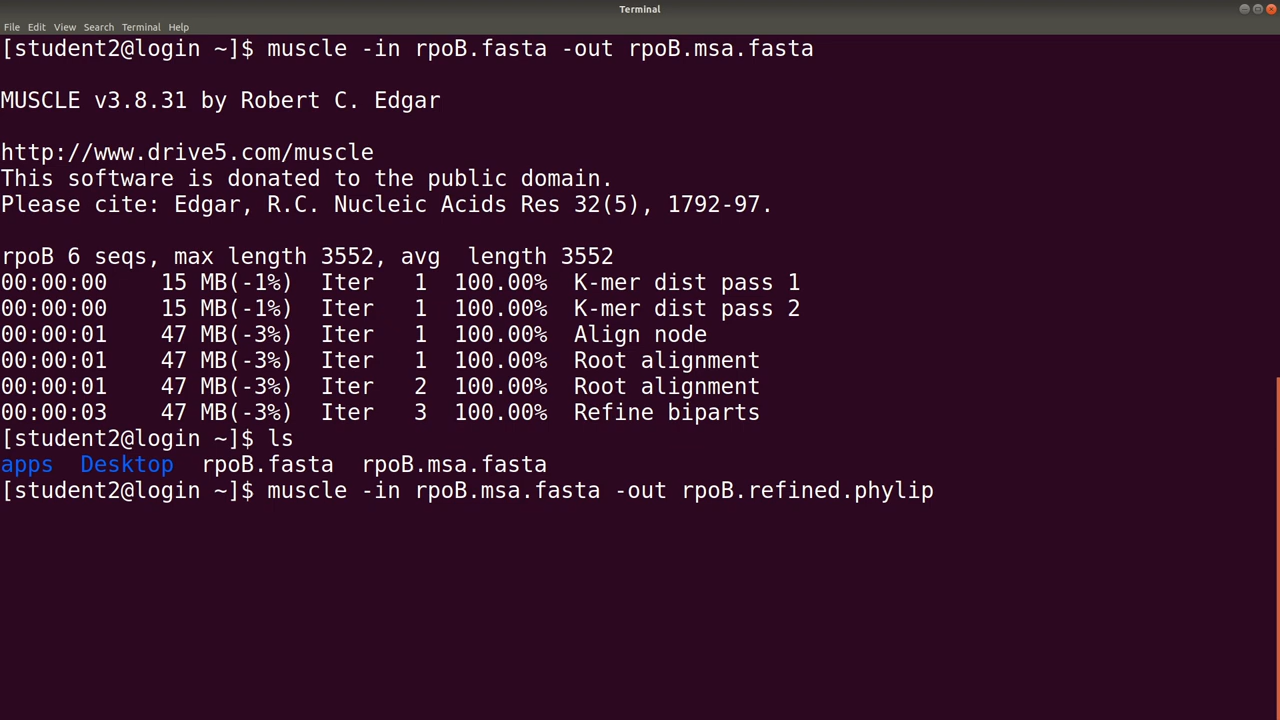 Terminal
File Edit View Search Terminal Help
[student2@login ~]$ muscle -in rpoB.fasta -out rpoB.msa.fasta
MUSCLE v3.8.31 by Robert C. Edgar
http://www.drive5.com/muscle
This software is donated to the public domain.
Please cite: Edgar, R.C. Nucleic Acids Res 32(5), 1792-97.
rpoB 6 seqs, max length 3552, avg  length 3552
00:00:00    15 MB(-1%)  Iter   1  100.00%  K-mer dist pass 1
00:00:00    15 MB(-1%)  Iter   1  100.00%  K-mer dist pass 2
00:00:01    47 MB(-3%)  Iter   1  100.00%  Align node
00:00:01    47 MB(-3%)  Iter   1  100.00%  Root alignment
00:00:01    47 MB(-3%)  Iter   2  100.00%  Root alignment
00:00:03    47 MB(-3%)  Iter   3  100.00%  Refine biparts
[student2@login ~]$ ls
apps  Desktop  rpoB.fasta  rpoB.msa.fasta
[student2@login ~]$ muscle -in rpoB.msa.fasta -out rpoB.refined.phylip